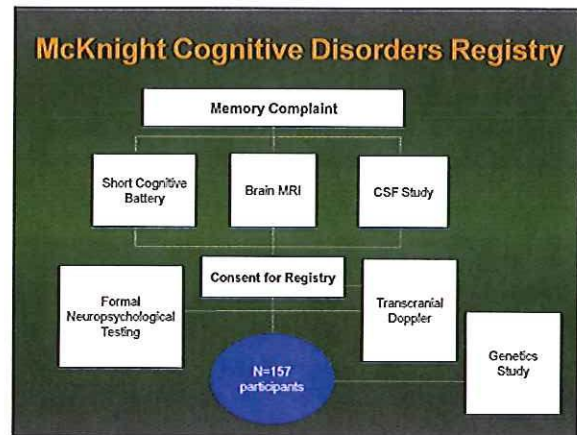 McKnight Cognitive Disorders Registry
Memory Complaint
Short Cognitive
Battery
Brain MRI
CSF Study
Consent for Registry
Formal
Neuropsychological
Testing
Transcranial
Doppler
N=157
participants
Genetics
Study